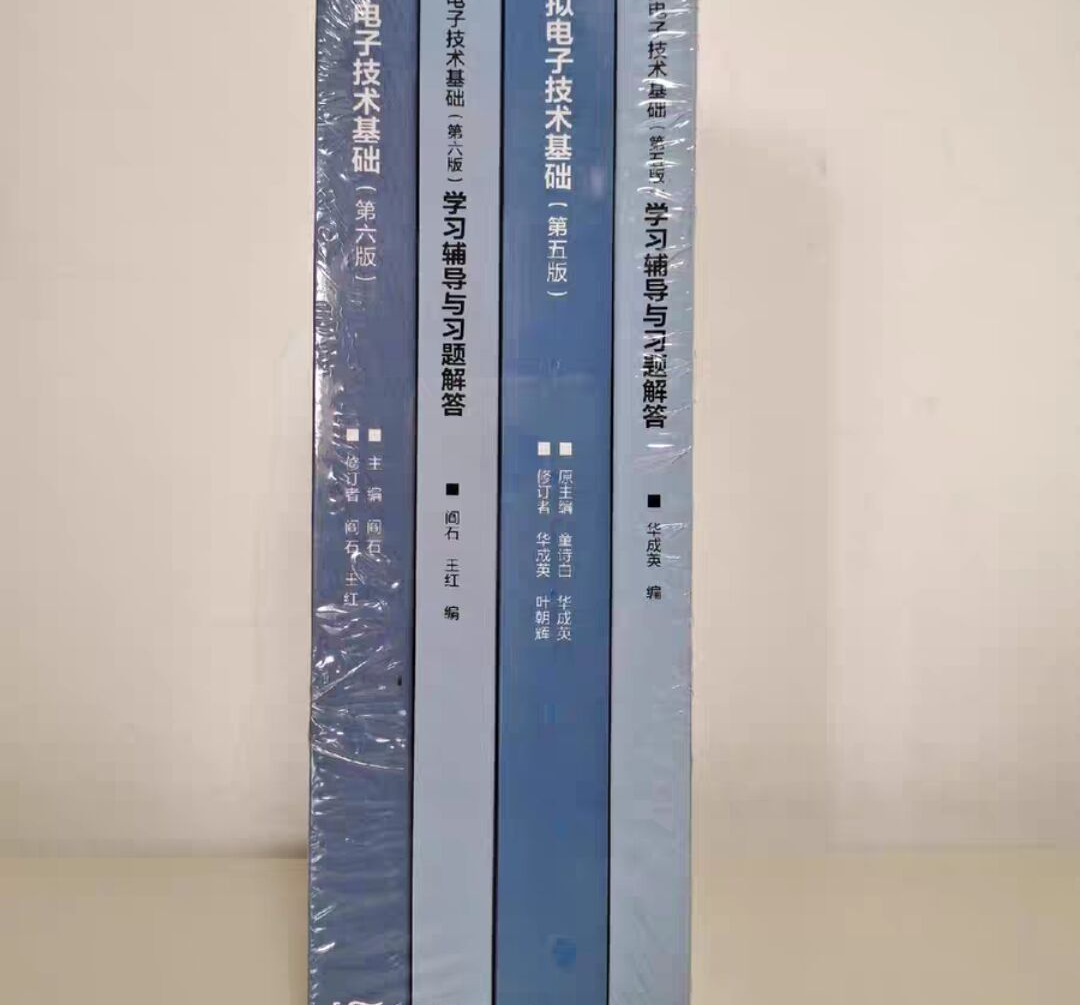 电子技术基础(第六版)
主 编 阎石
修订者 阎石 王红
电子技术基础(第六版)学习辅导与习题解答
阎石 王红 编
拟电子技术基础(第五版)
原主编 童诗白 华成英
修订者 华成英 叶朝辉
电子技术基础(第五版)学习辅导与习题解答
华成英 编